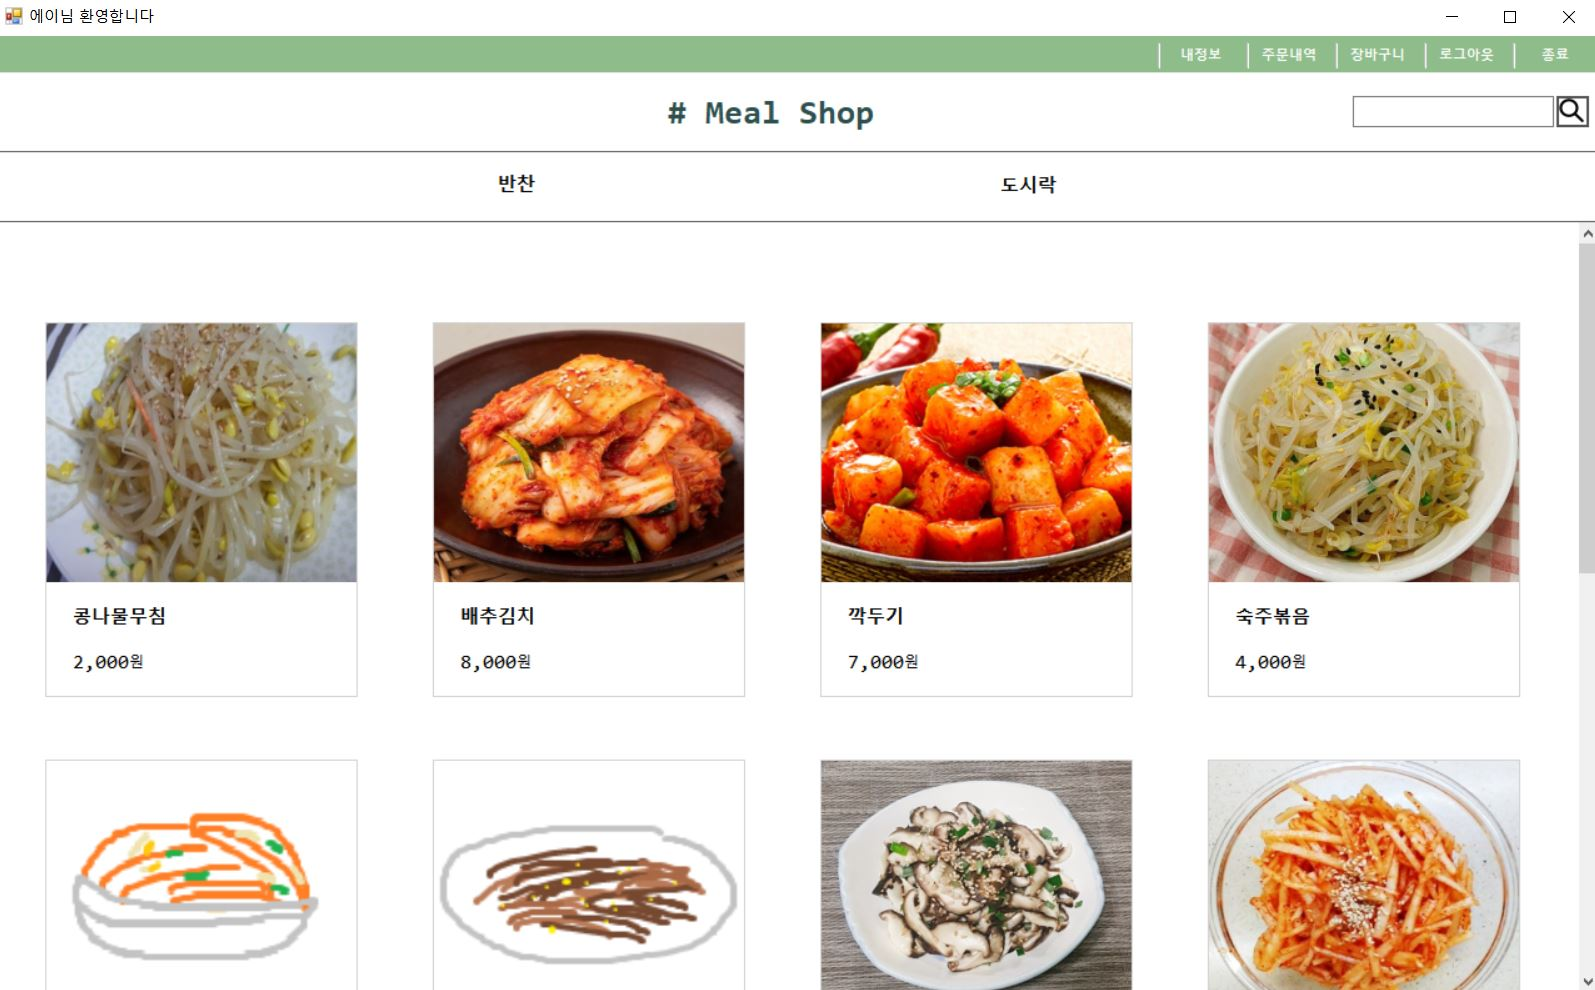 에이님 환영합니다
내정보 주문내역 장바구니 로그아웃 종료
# Meal Shop
반찬 도시락
콩나물무침 배추김치 깍두기 숙주볶음
2,000원 8,000원 7,000원 4,000원